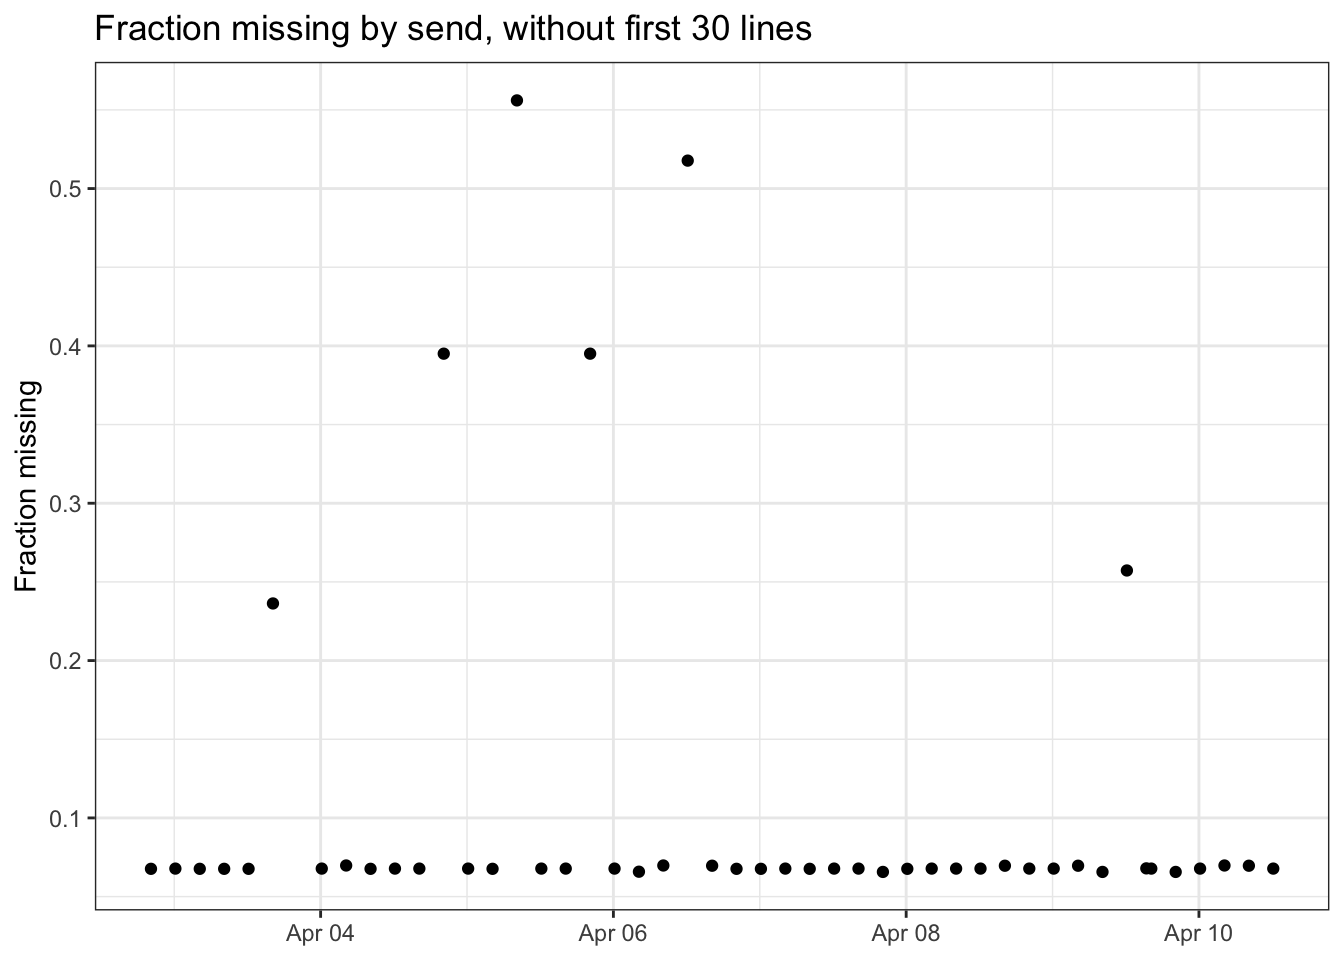 Fraction missing by send, without first 30 lines
Fraction missing
0.5
0.4
0.3
0.2
0.1
Apr 04
Apr 06
Apr 08
Apr 10